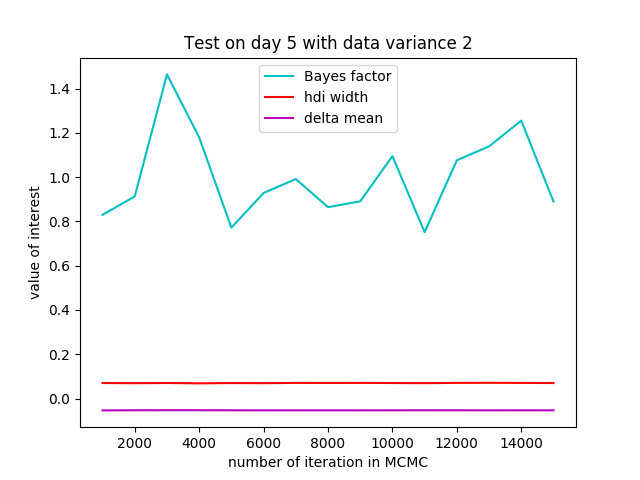 Test on day 5 with data variance 2
Bayes factor
hdi width
delta mean
value of interest
1.4
1.2
1.0
0.8
0.6
0.4
0.2
0.0
2000 4000 6000 8000 10000 12000 14000
number of iteration in MCMC